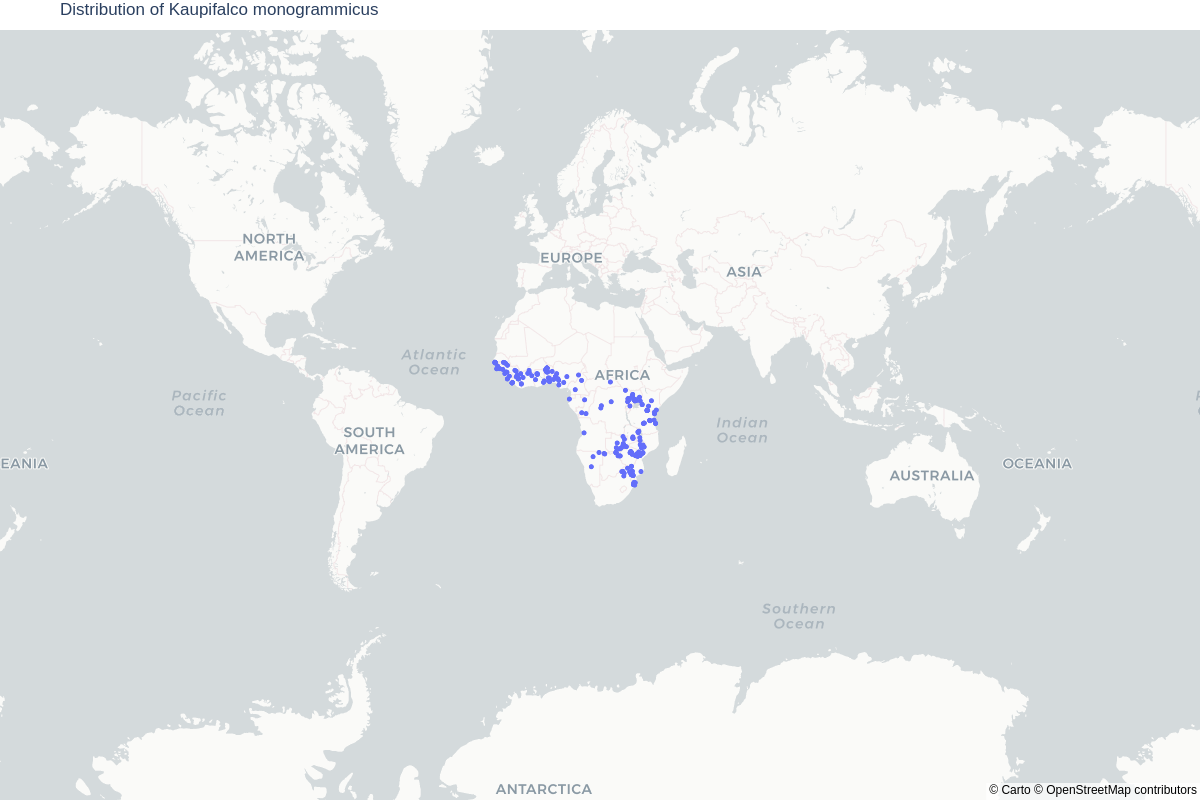 Distribution of Kaupifalco monogrammicus
NORTH
AMERICA
EUROPE
ASIA
Atlantic
Ocean
AFRICA
Pacific
Ocean
Indian
Ocean
SOUTH
AMERICA
EANIA
AUSTRALIA
OCEANIA
Southern
Ocean
ANTARCTICA
© Carto © OpenStreetMap contributors